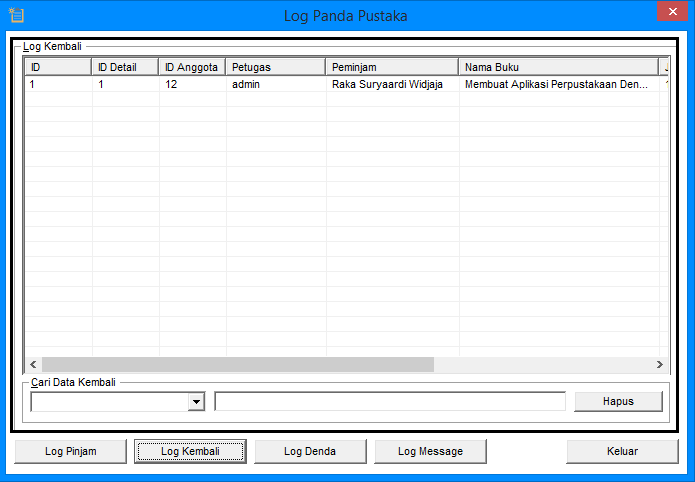 Log Panda Pustaka
Log Kembali
ID ID Detail ID Anggota Petugas Peminjam Nama Buku
1 1 12 admin Raka Suryaardi Widjaja Membuat Aplikasi Perpustakaan Den...
Cari Data Kembali
Hapus
Log Pinjam Log Kembali Log Denda Log Message Keluar